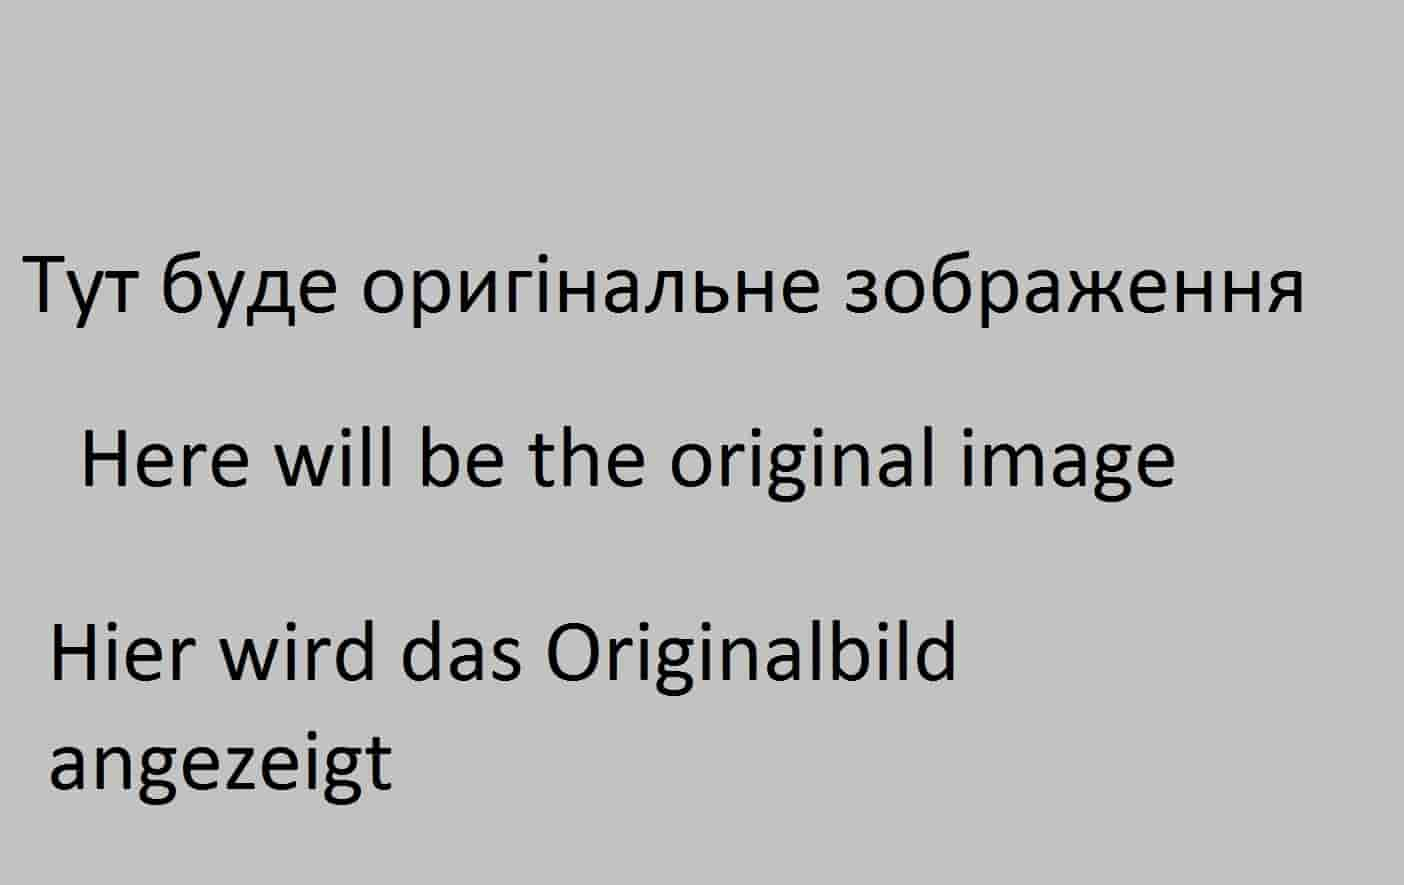 Тут буде оригінальне зображення
Here will be the original image
Hier wird das Originalbild
angezeigt